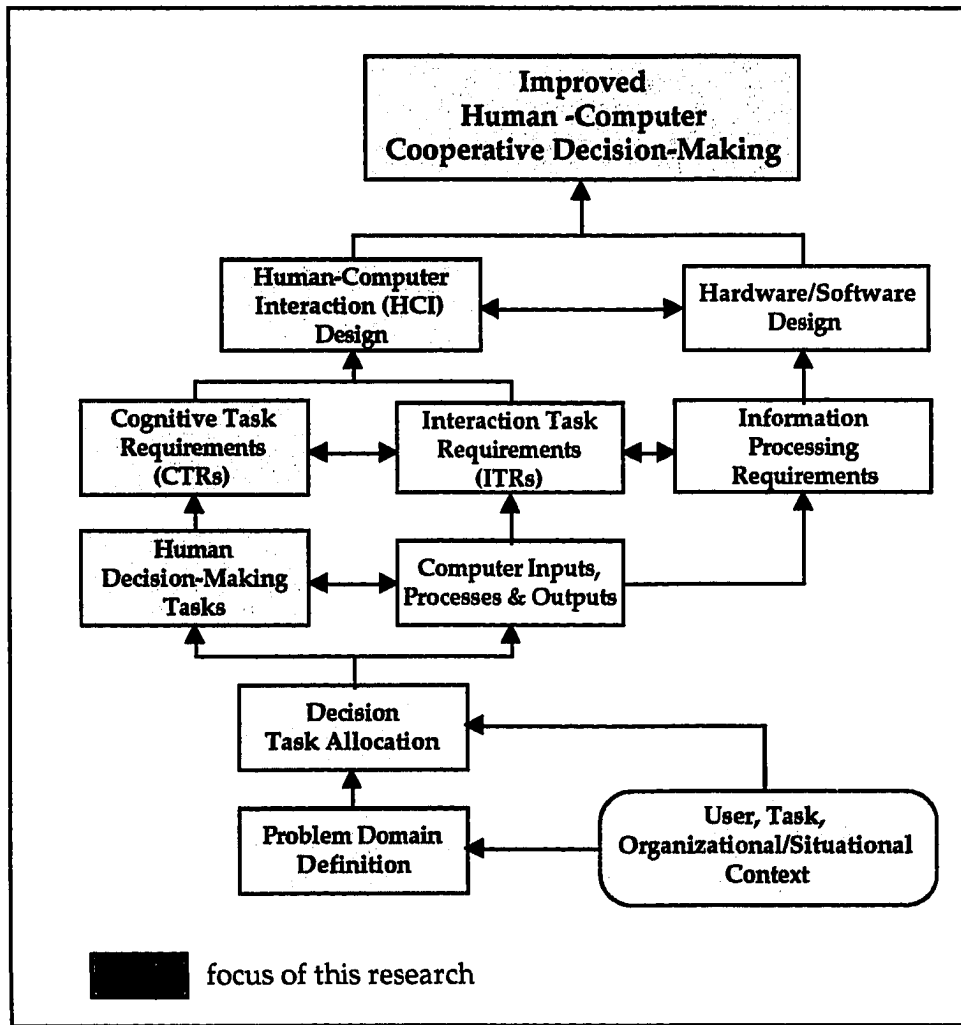 Improved
Human -Computer
Cooperative Decision-Making
Human-Computer
Interaction (HCI)
Design
Hardware/Software
Design
Cognitive Task
Requirements
(CTRs)
Interaction Task
Requirements
(ITRs)
Information
Processing
Requirements
Human
Decision-Making
Tasks
Computer Inputs,
Processes & Outputs
Decision
Task Allocation
Problem Domain
Definition
User, Task,
Organizational/Situational
Context
focus of this research